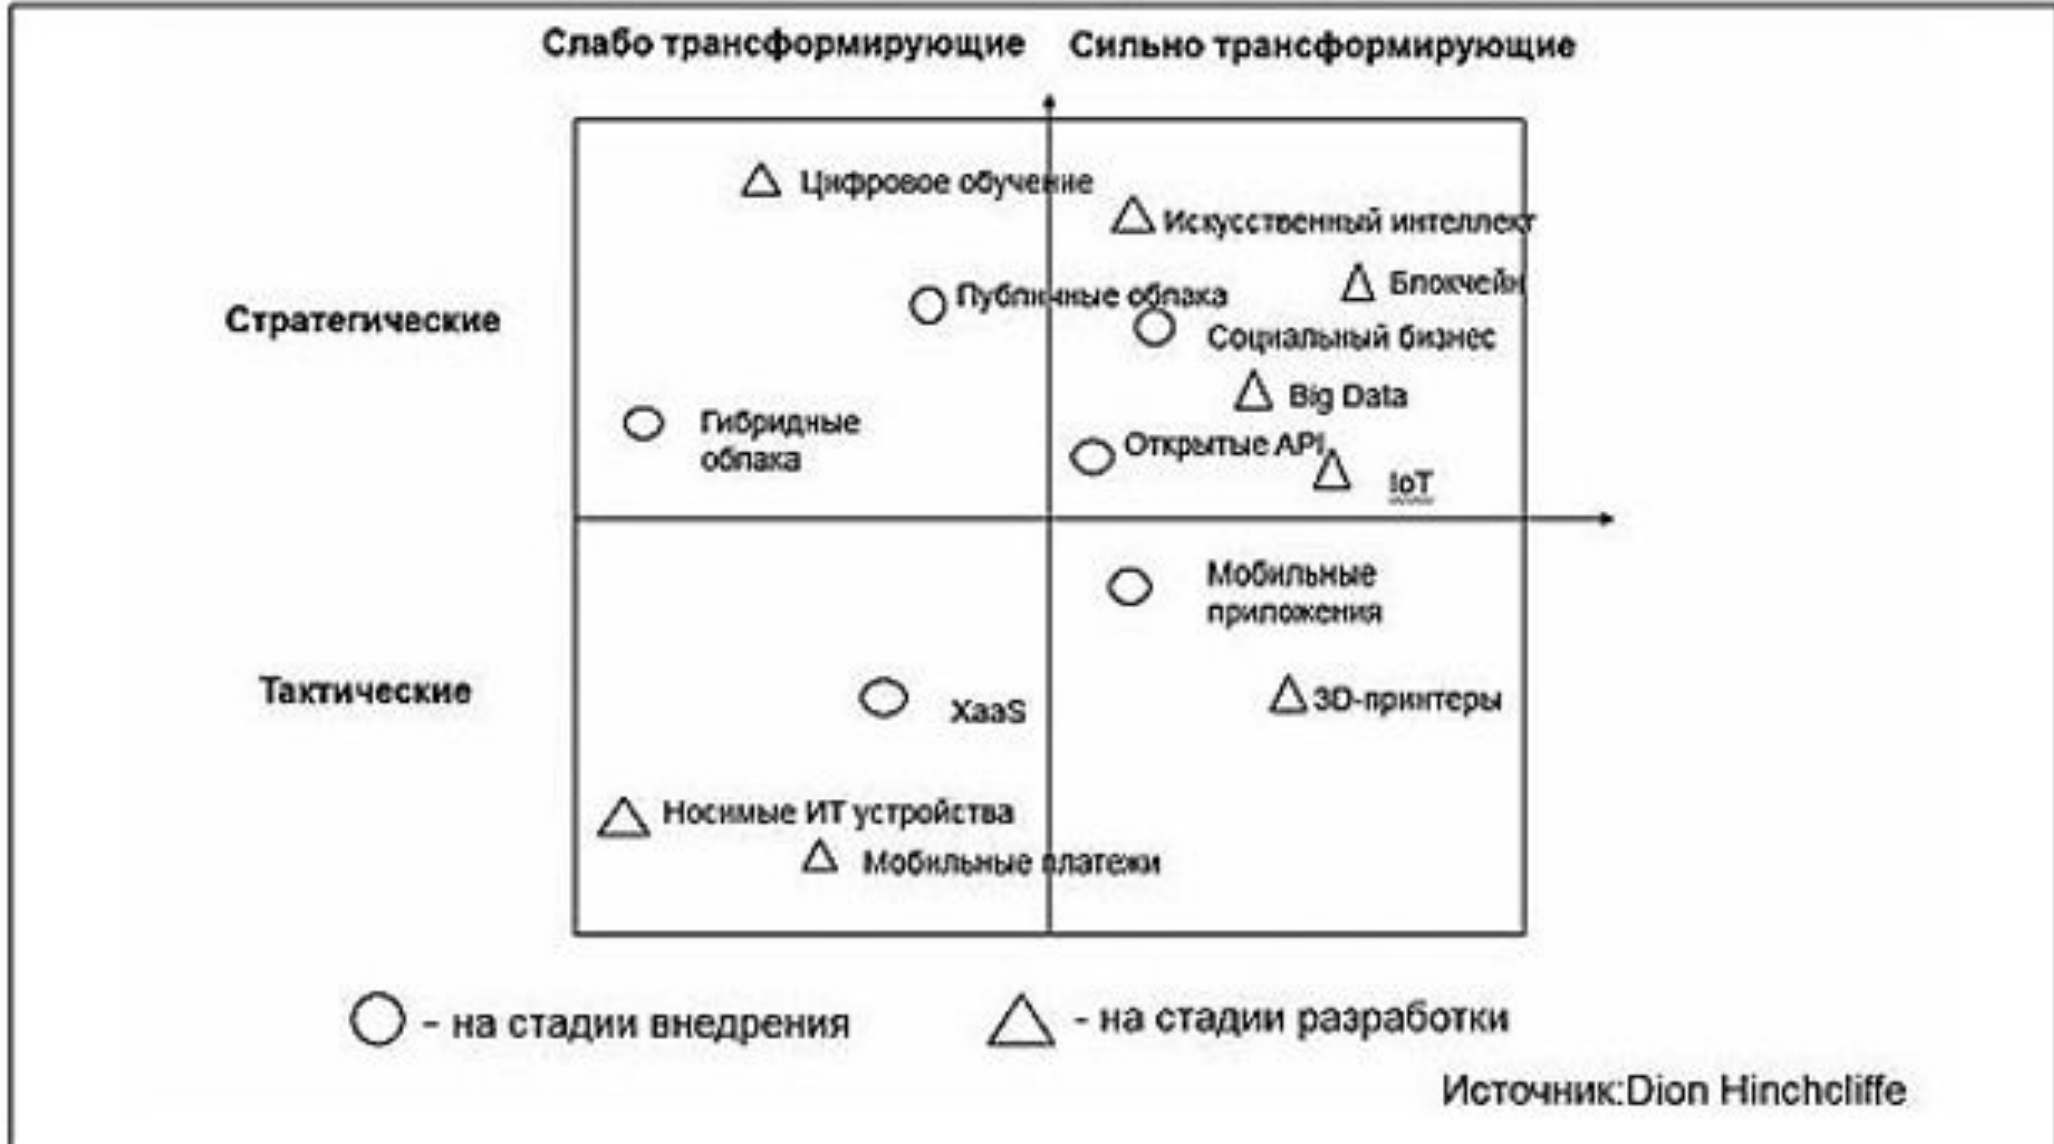 Слабо трансформирующие
Сильно трансформирующие
Цифровое обучение
Искусственный интеллект
Блокчейн
Публичные облака
Стратегические
Социальный бизнес
Big Data
Гибридные
облака
Открытые API
IoT
Мобильные
приложения
Тактические
XaaS
3D-принтеры
Носимые ИТ устройства
Мобильные платежи
- на стадии внедрения
- на стадии разработки
Источник:Dion Hinchcliffe